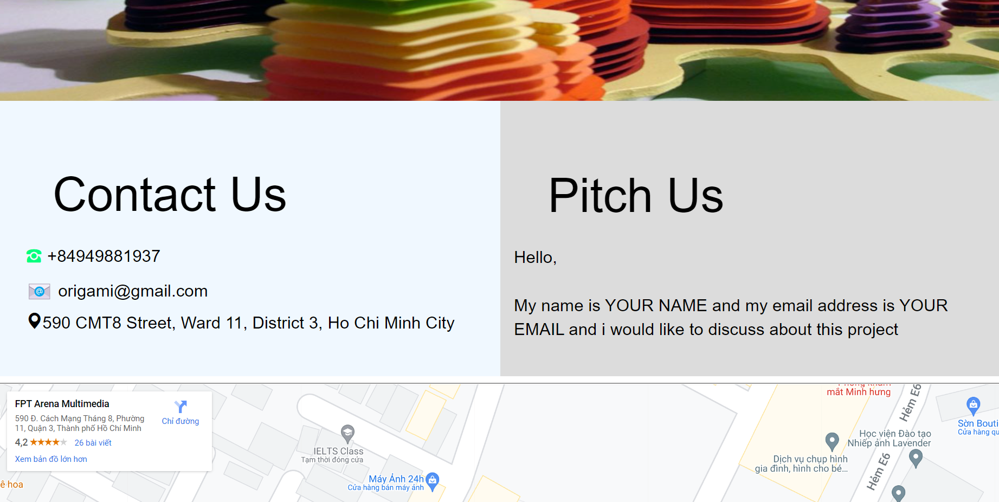 Contact Us
+84949881937
origami@gmail.com
590 CMT8 Street, Ward 11, District 3, Ho Chi Minh City
Pitch Us
Hello,
My name is YOUR NAME and my email address is YOUR
EMAIL and i would like to discuss about this project
FPT Arena Multimedia
590 Đ. Cách Mạng Tháng 8, Phường
11, Quận 3, Thành phố Hồ Chí Minh
Chỉ đường
4,2
26 bài viết
Xem bản đồ lớn hơn
ê hoa
IELTS Class
Tạm thời đóng cửa
Máy Ảnh 24h
Cửa hàng bán máy ảnh
Phòng khám
mắt Minh hưng
Hẻm E6
Sờn Bouti
Cửa hàng qu
Học viện Đào tạo
Nhiếp ảnh Lavender
Dịch vụ chụp hình
gia đình, hình cho bé...
Hẻm E6